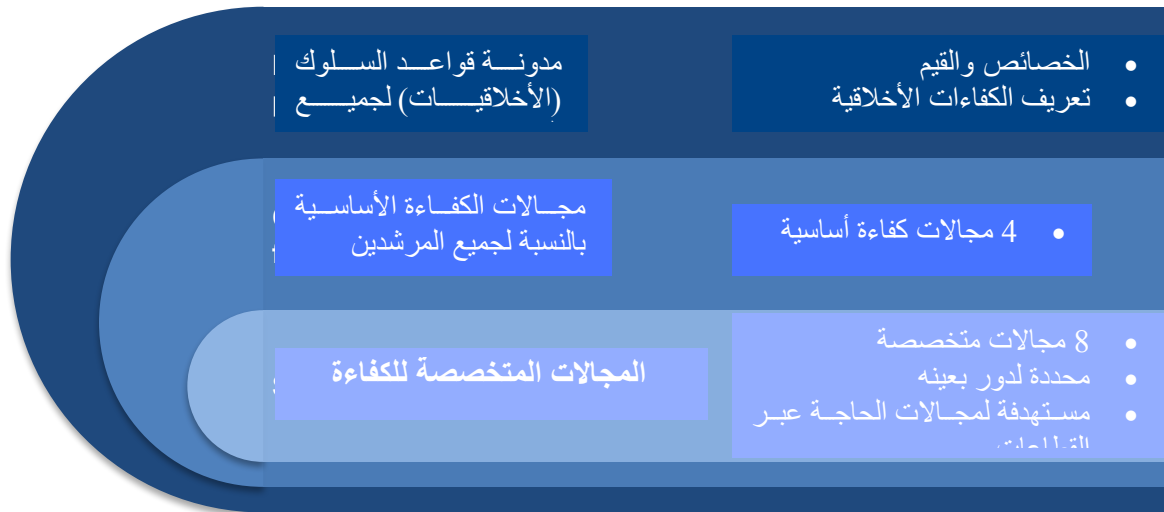 الخصائص والقيم
تعريف الكفاءات الأخلاقية
مدونة قواعد السلوك
(الأخلاقيات) لجميع
4 مجالات كفاءة أساسية
مجالات الكفاءة الأساسية
بالنسبة لجميع المرشدين
8 مجالات متخصصة
محددة لدور بعينه
مستهدفة لمجالات الحاجة عبر
القطاعات
المجالات المتخصصة للكفاءة